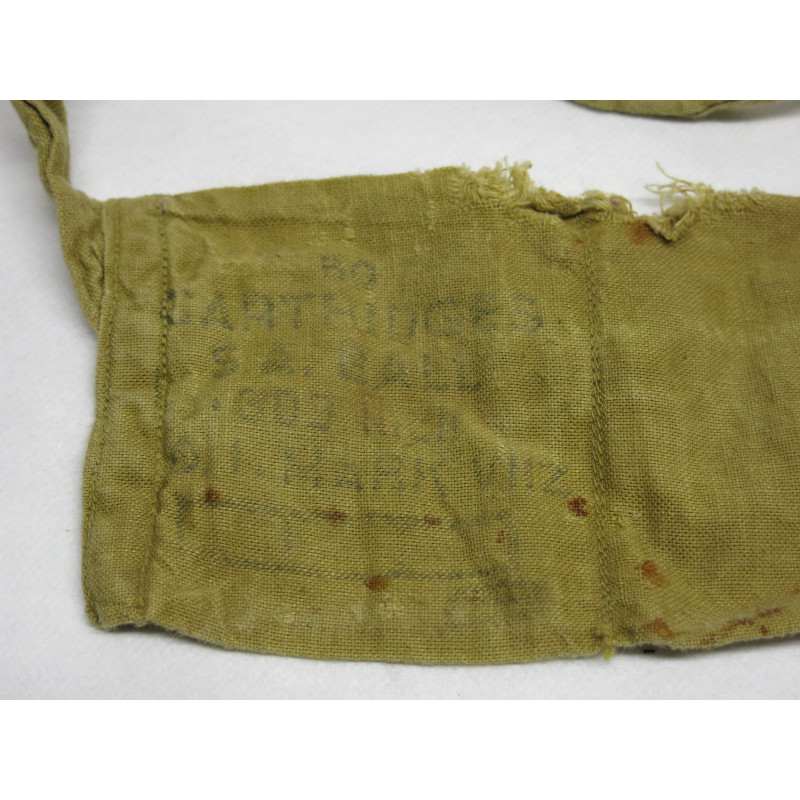 50
CARTRIDGES
S.A. BALL
.303 Inch
MARK VIIZ